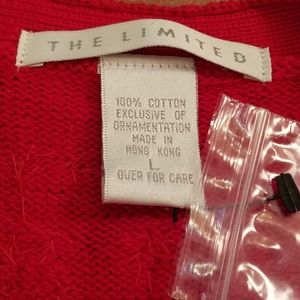 THE LIMITED
100% COTTON
EXCLUSIVE OF
ORNAMENTATION
MADE IN
HONG KONG
L
OVER FOR CARE